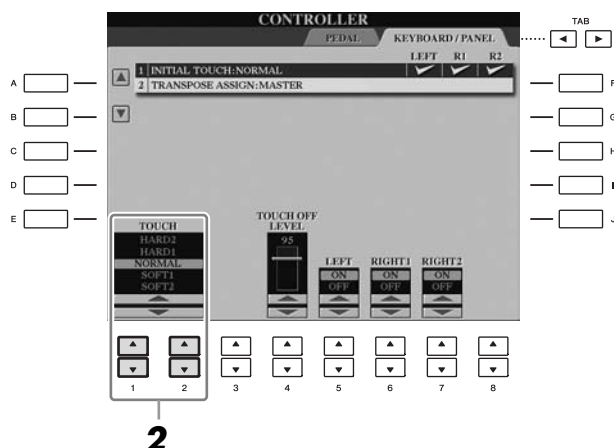 CONTROLLER
PEDAL KEYBOARD / PANEL
TAB
LEFT R1 R2
1 INITIAL TOUCH:NORMAL
2 TRANSPOSE ASSIGN:MASTER
A
B
C
D
E
F
G
H
I
J
TOUCH
HARD2
HARD1
NORMAL
SOFT1
SOFT2
TOUCH OFF
LEVEL
95
LEFT RIGHT1 RIGHT2
ON ON ON
OFF OFF OFF
1 2 3 4 5 6 7 8
2